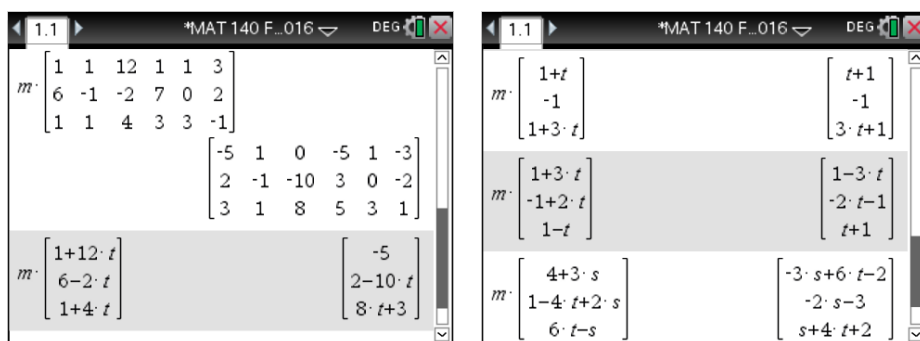 1.1
*MAT 140 F…016
DEG
m· [1 1 12 1 1 3
6 -1 -2 7 0 2
1 1 4 3 3 -1]
[-5 1 0 -5 1 -3
2 -1 -10 3 0 -2
3 1 8 5 3 1]
m· [1+12·t
6-2·t
1+4·t]
[-5
2-10·t
8·t+3]
1.1
*MAT 140 F…016
DEG
m· [1+t
-1
1+3·t]
[t+1
-1
3·t+1]
m· [1+3·t
-1+2·t
1-t]
[1-3·t
-2·t-1
t+1]
m· [4+3·s
1-4·t+2·s
6·t-s]
[-3·s+6·t-2
-2·s-3
s+4·t+2]